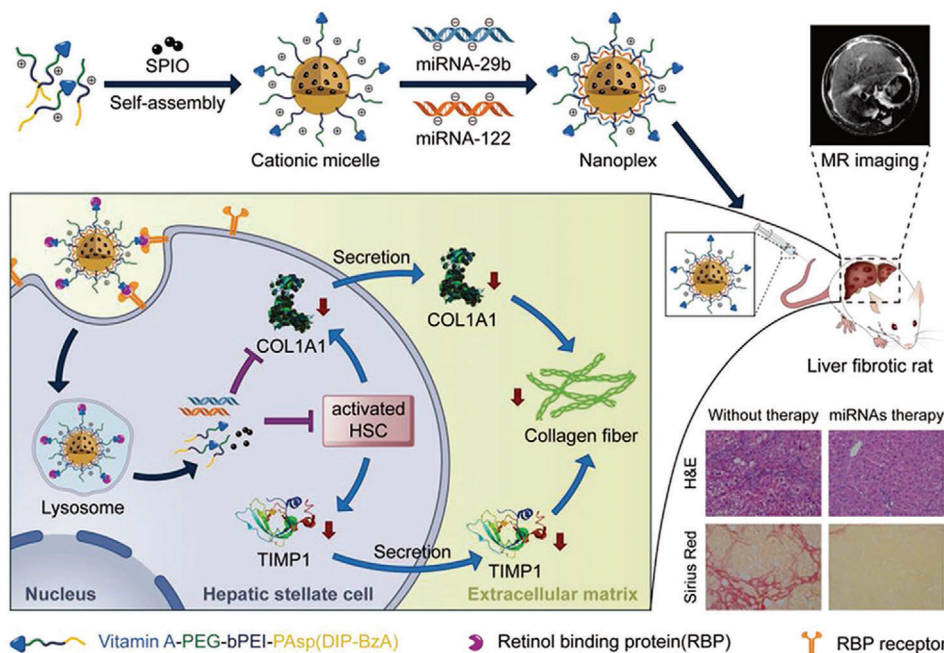 SPIO
Self-assembly
Cationic micelle
miRNA-29b
miRNA-122
Nanoplex
MR imaging
Liver fibrotic rat
Secretion
COL1A1
COL1A1
activated
HSC
Collagen fiber
Lysosome
TIMP1
Secretion
TIMP1
Nucleus
Hepatic stellate cell
Extracellular matrix
Without therapy
miRNAs therapy
H&E
Sirius Red
Vitamin A-PEG-bPEI-PAsp(DIP-BzA)
Retinol binding protein(RBP)
RBP receptor